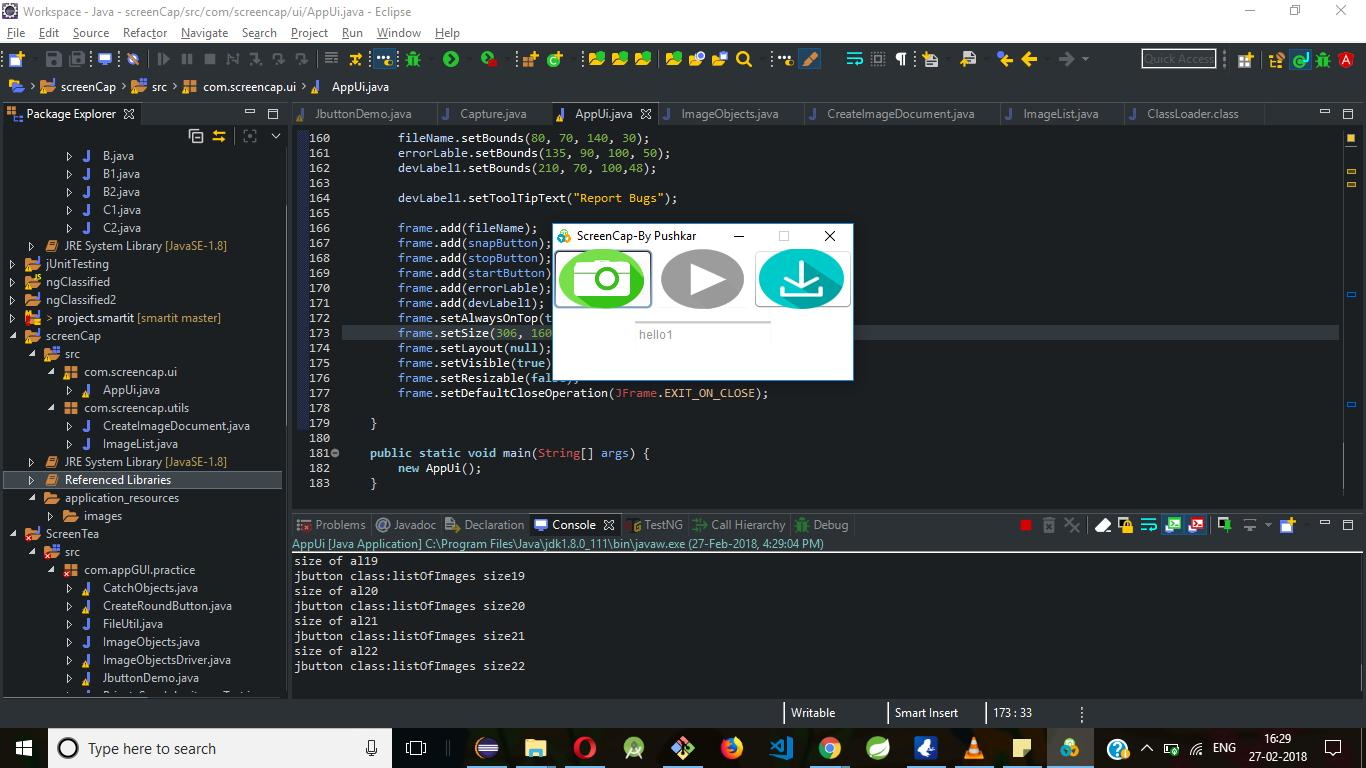 Workspace - Java - screenCap/src/com/screencap/ui/AppUi.java - Eclipse
File Edit Source Refactor Navigate Search Project Run Window Help
Quick Access
screenCap src com.screencap.ui AppUi.java
Package Explorer
B.java
B1.java
B2.java
C1.java
C2.java
JRE System Library [JavaSE-1.8]
jUnitTesting
ngClassified
ngClassified2
> project.smartit [smartit master]
screenCap
src
com.screencap.ui
AppUi.java
com.screencap.utils
CreateImageDocument.java
ImageList.java
JRE System Library [JavaSE-1.8]
Referenced Libraries
application_resources
images
ScreenTea
src
com.appGUI.practice
CatchObjects.java
CreateRoundButton.java
FileUtil.java
ImageObjects.java
ImageObjectsDriver.java
JbuttonDemo.java
JbuttonDemo.java Capture.java AppUi.java ImageObjects.java CreateImageDocument.java ImageList.java ClassLoader.class
160 fileName.setBounds(80, 70, 140, 30);
161 errorLable.setBounds(135, 90, 100, 50);
162 devLabel1.setBounds(210, 70, 100,48);
163
164 devLabel1.setToolTipText("Report Bugs");
165
166 frame.add(fileName);
167 frame.add(snapButton);
168 frame.add(stopButton);
169 frame.add(startButton)
170 frame.add(errorLable);
171 frame.add(devLabel1);
172 frame.setAlwaysOnTop(t
173 frame.setSize(306, 160
174 frame.setLayout(null);
175 frame.setVisible(true)
176 frame.setResizable(false);
177 frame.setDefaultCloseOperation(JFrame.EXIT_ON_CLOSE);
178
179 }
180
181 public static void main(String[] args) {
182 new AppUi();
183 }
ScreenCap-By Pushkar
hello1
Problems Javadoc Declaration Console TestNG Call Hierarchy Debug
AppUi [Java Application] C:\Program Files\Java\jdk1.8.0_111\bin\javaw.exe (27-Feb-2018, 4:29:04 PM)
size of al19
jbutton class:listOfImages size19
size of al20
jbutton class:listOfImages size20
size of al21
jbutton class:listOfImages size21
size of al22
jbutton class:listOfImages size22
Writable Smart Insert 173 : 33
Type here to search
ENG
16:29
27-02-2018